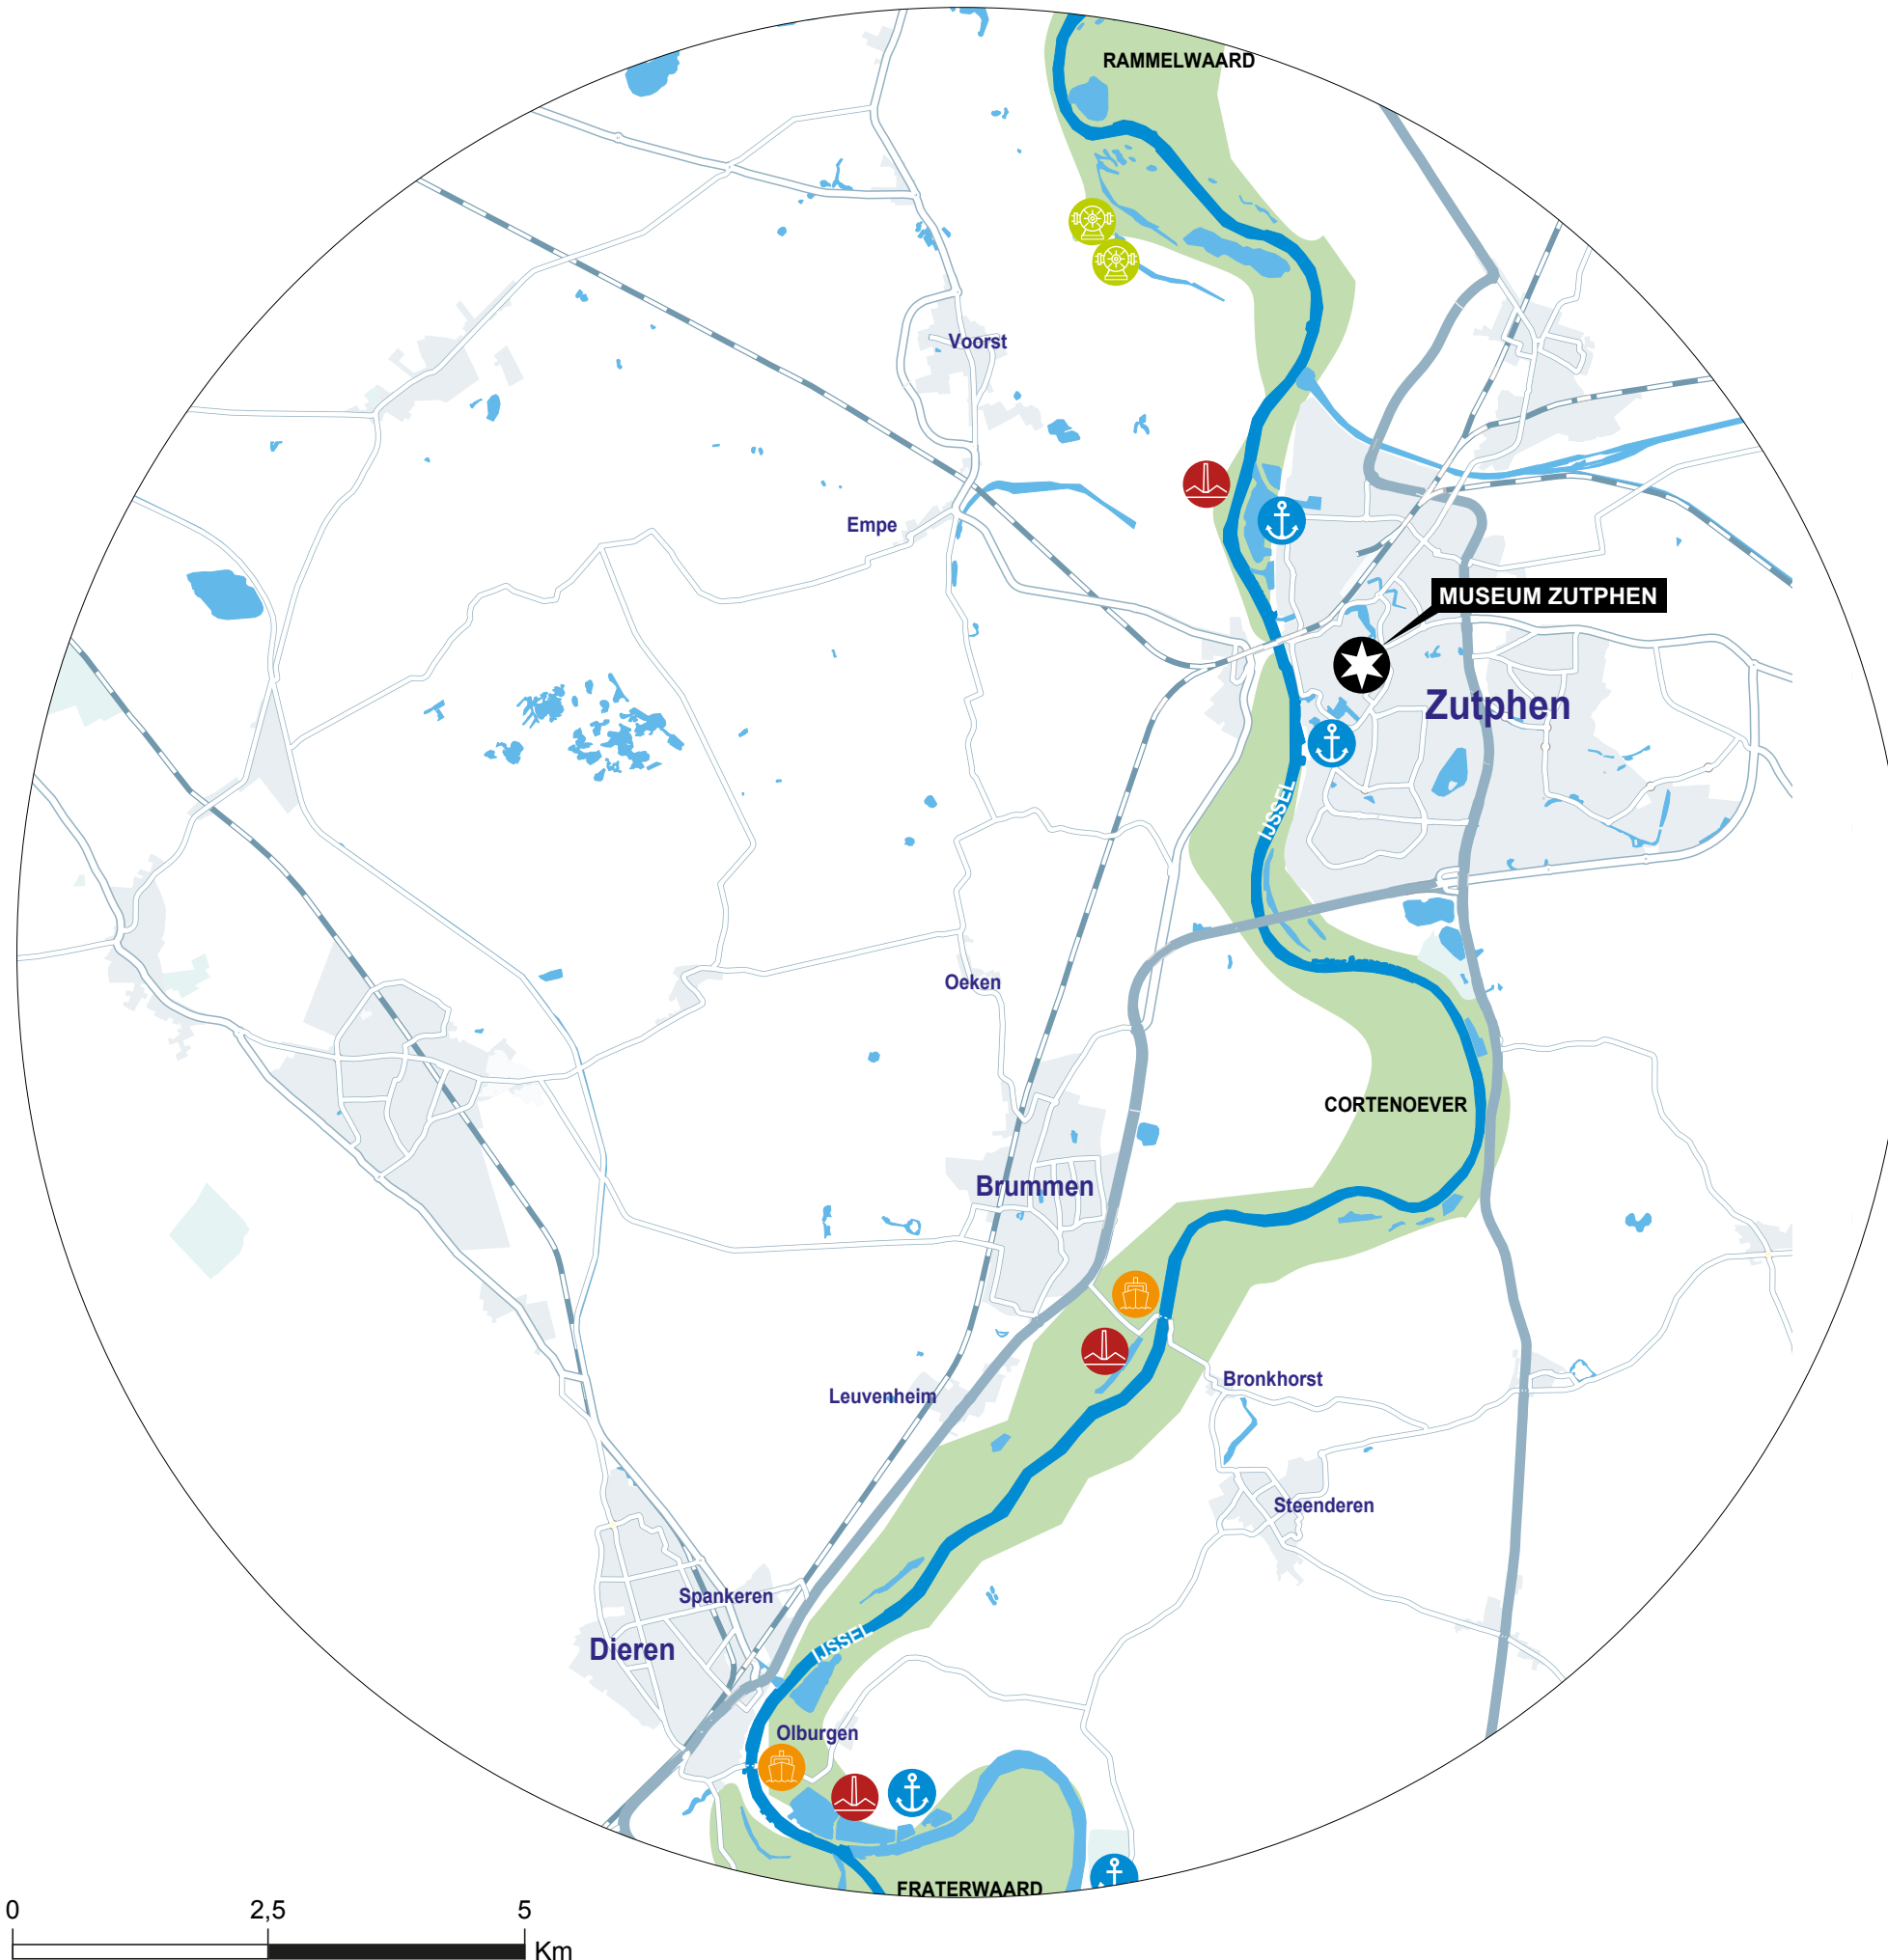 RAMMELWAARD
Voorst
Empe
MUSEUM ZUTPHEN
Zutphen
IJSSEL
Oeken
CORTENOEVER
Brummen
Bronkhorst
Leuvenheim
Steenderen
Spankeren
IJSSEL
Dieren
Olburgen
FRATERWAARD
0 2,5 5
Km